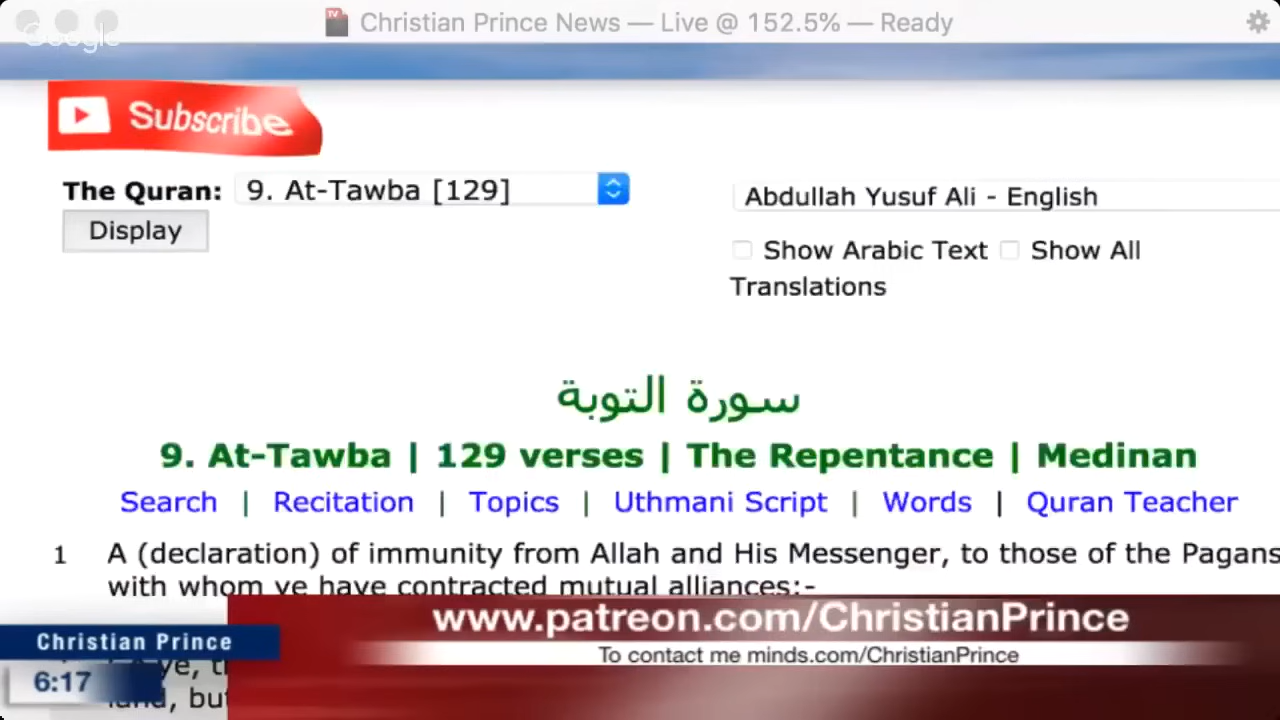 Christian Prince News — Live @ 152.5% — Ready
Google
Subscribe
The Quran: 9. At-Tawba [129]
Display
Abdullah Yusuf Ali - English
Show Arabic Text Show All
Translations
سورة التوبة
9. At-Tawba | 129 verses | The Repentance | Medinan
Search | Recitation | Topics | Uthmani Script | Words | Quran Teacher
1 A (declaration) of immunity from Allah and His Messenger, to those of the Pagans
with whom ye have contracted mutual alliances:-
www.patreon.com/ChristianPrince
To contact me minds.com/ChristianPrince
Christian Prince
6:17
ye,
land, but